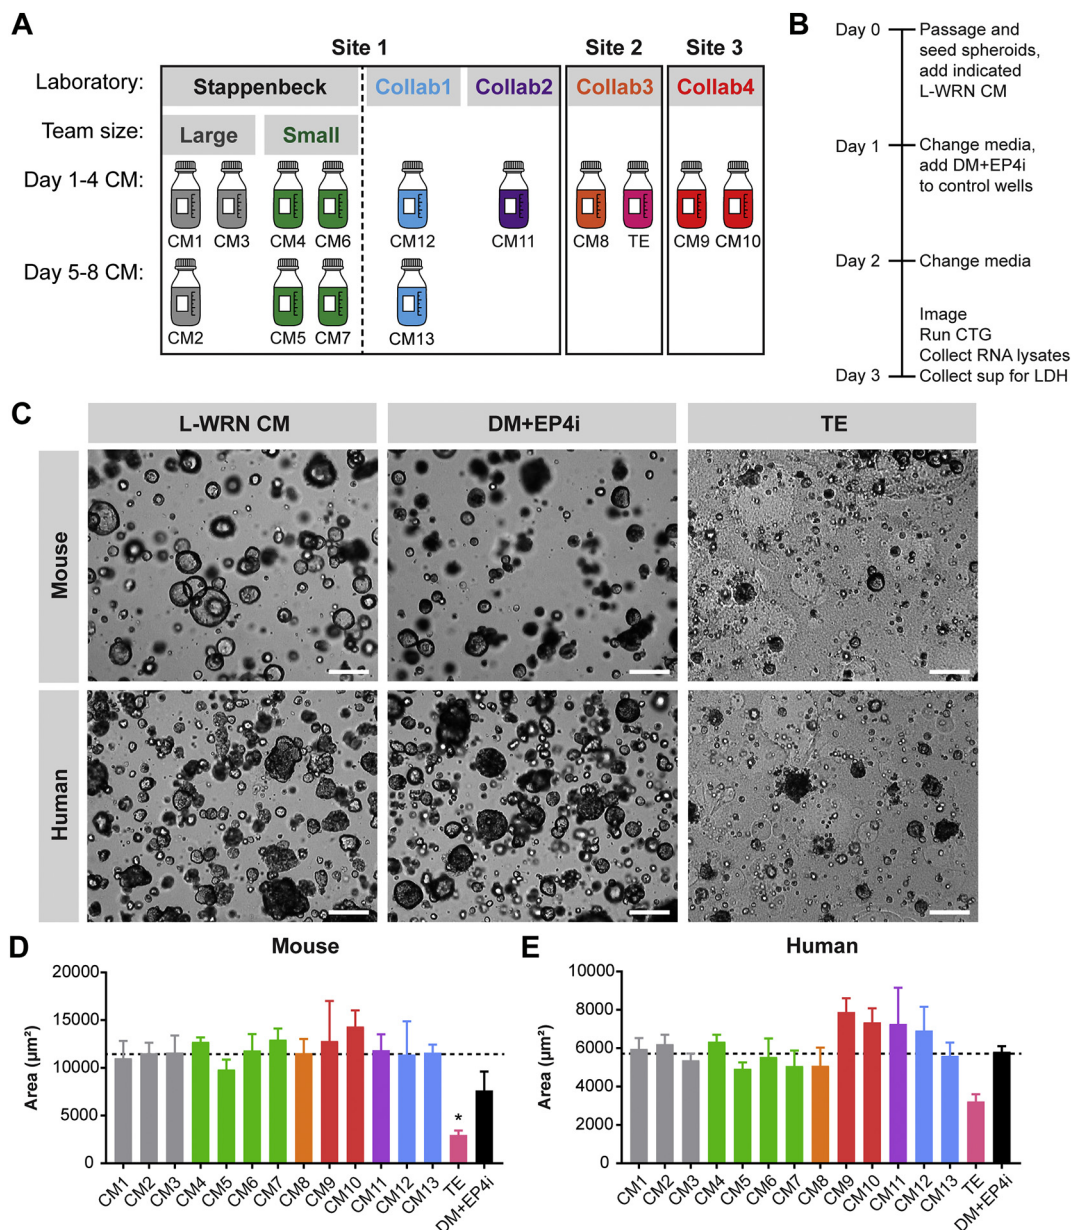 A
Site 1
Site 2
Site 3
Laboratory:
Stappenbeck
Collab1
Collab2
Collab3
Collab4
Team size:
Large
Small
Day 1-4 CM:
CM1
CM3
CM4
CM6
CM12
CM11
CM8
TE
CM9
CM10
Day 5-8 CM:
CM2
CM5
CM7
CM13
B
Day 0
Passage and
seed spheroids,
add indicated
L-WRN CM
Day 1
Change media,
add DM+EP4i
to control wells
Day 2
Change media
Image
Run CTG
Collect RNA lysates
Day 3
Collect sup for LDH
C
L-WRN CM
DM+EP4i
TE
Mouse
Human
D
Mouse
Area (µm²)
20000
15000
10000
5000
0
*
CM1
CM2
CM3
CM4
CM5
CM6
CM7
CM8
CM9
CM10
CM11
CM12
CM13
TE
DM+EP4i
E
Human
Area (µm²)
10000
8000
6000
4000
2000
0
CM1
CM2
CM3
CM4
CM5
CM6
CM7
CM8
CM9
CM10
CM11
CM12
CM13
TE
DM+EP4i